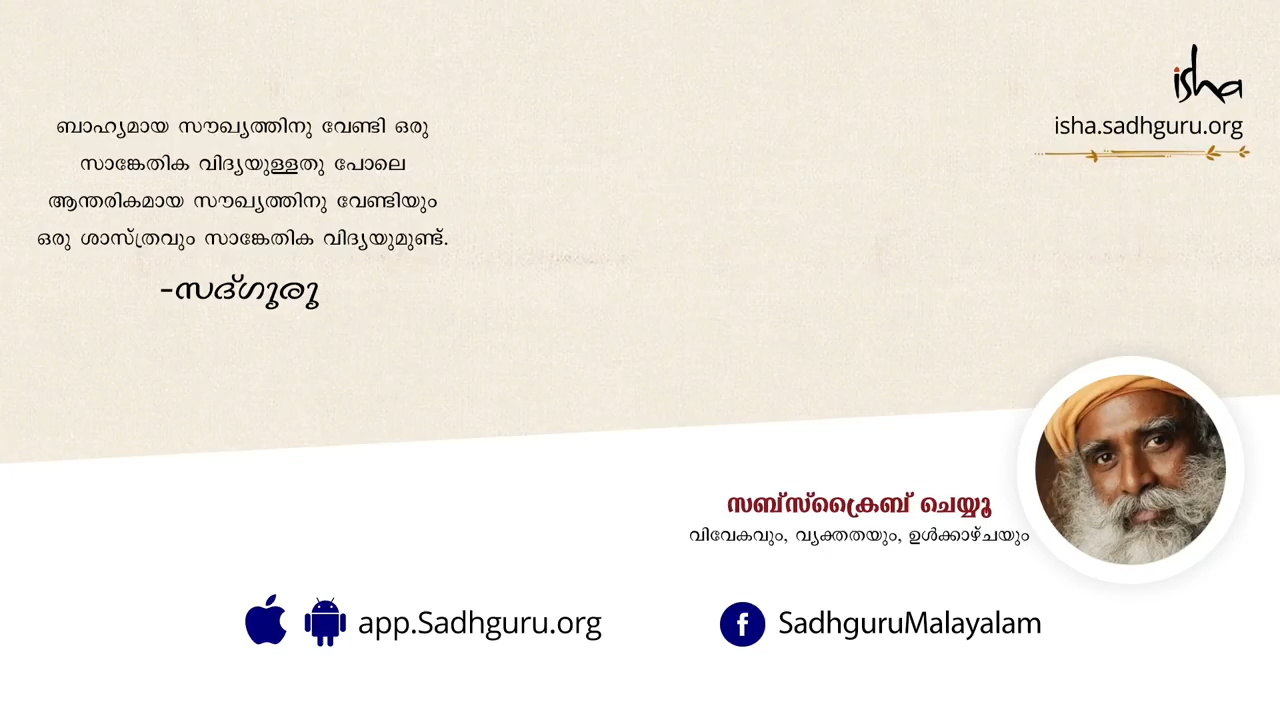 ബാഹ്യമായ സൗഖ്യത്തിനു വേണ്ടി ഒരു
സാങ്കേതിക വിദ്യയുള്ളതു പോലെ
ആന്തരികമായ സൗഖ്യത്തിനു വേണ്ടിയും
ഒരു ശാസ്ത്രവും സാങ്കേതിക വിദ്യയുമുണ്ട്.
-സദ്ഗുരു
isha
isha.sadhguru.org
സബ്സ്ക്രൈബ് ചെയ്യൂ
വിവേകവും, വ്യക്തതയും, ഉൾക്കാഴ്ചയും
app.Sadhguru.org
SadhguruMalayalam